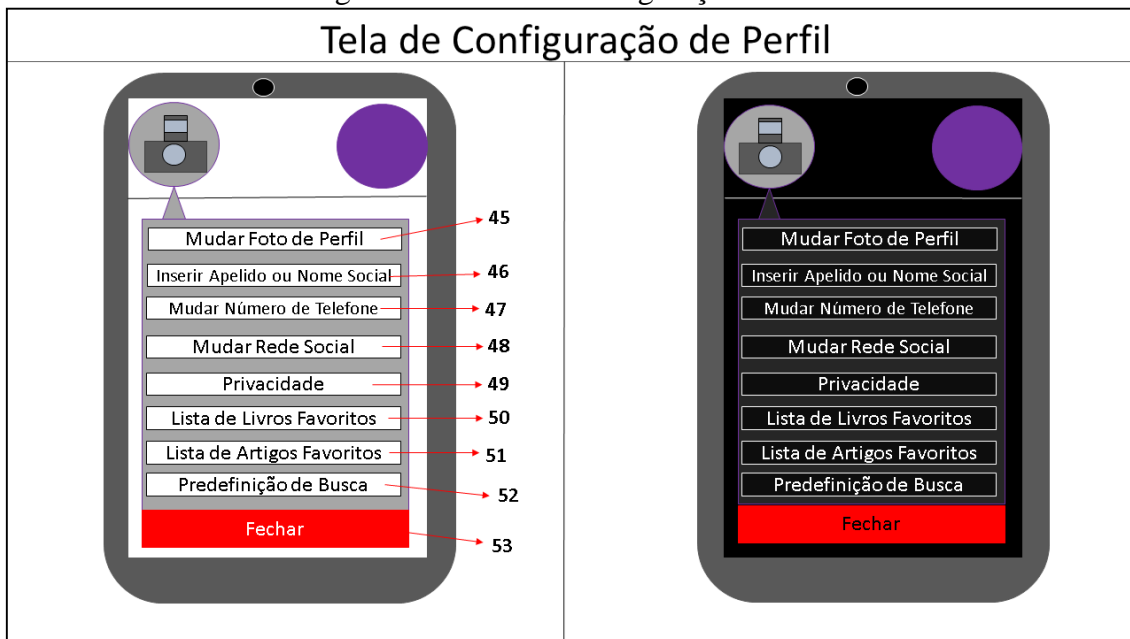 Tela de Configuração de Perfil
Mudar Foto de Perfil
45
Inserir Apelido ou Nome Social
46
Mudar Número de Telefone
47
Mudar Rede Social
48
Privacidade
49
Lista de Livros Favoritos
50
Lista de Artigos Favoritos
51
Predefinição de Busca
52
Fechar
53
Mudar Foto de Perfil
Inserir Apelido ou Nome Social
Mudar Número de Telefone
Mudar Rede Social
Privacidade
Lista de Livros Favoritos
Lista de Artigos Favoritos
Predefinição de Busca
Fechar